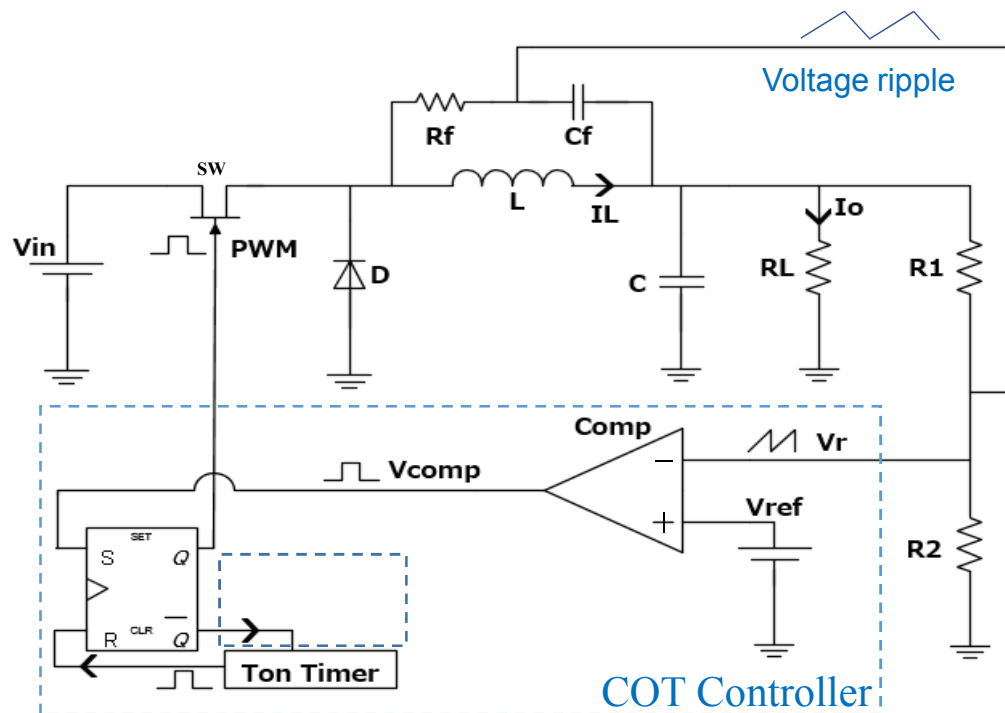 Voltage ripple
Rf
Cf
SW
L
IL
Io
Vin
PWM
D
C
RL
R1
Comp
Vr
Vcomp
Vref
R2
SET
S
Q
R
CLR
Q
Ton Timer
COT Controller